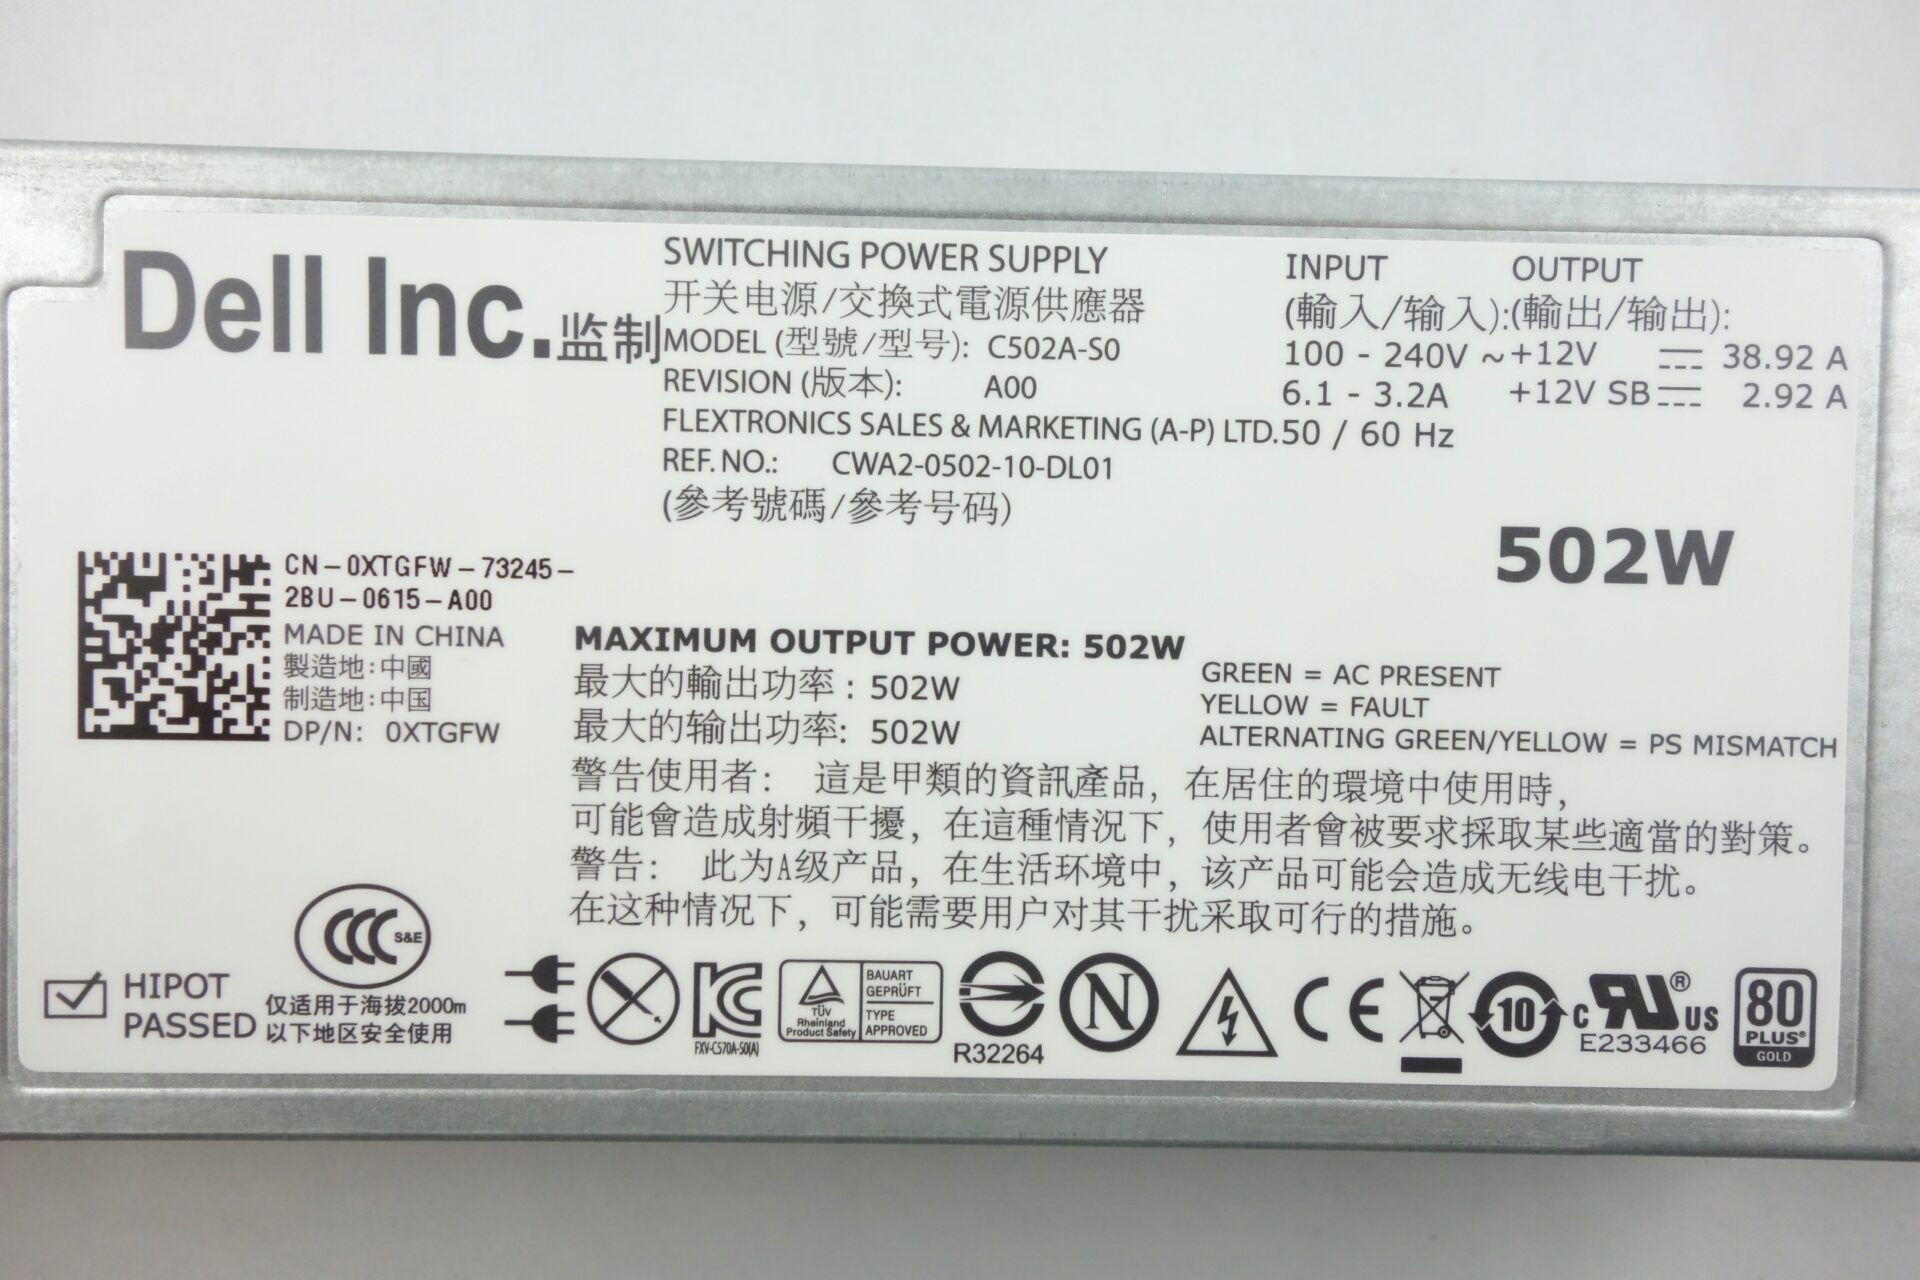 Dell Inc.监制
SWITCHING POWER SUPPLY
开关电源/交換式電源供應器
MODEL (型號/型号): C502A-S0
REVISION (版本): A00
FLEXTRONICS SALES & MARKETING (A-P) LTD.
REF. NO.: CWA2-0502-10-DL01
(參考號碼/參考号码)
INPUT
(輸入/输入):
100 - 240V ~
6.1 - 3.2A
50 / 60 Hz
OUTPUT
(輸出/输出):
+12V ⎓ 38.92 A
+12V SB ⎓ 2.92 A
502W
CN-0XTGFW-73245-
2BU-0615-A00
MADE IN CHINA
製造地:中國
制造地:中国
DP/N: 0XTGFW
MAXIMUM OUTPUT POWER: 502W
最大的輸出功率: 502W
最大的输出功率: 502W
GREEN = AC PRESENT
YELLOW = FAULT
ALTERNATING GREEN/YELLOW = PS MISMATCH
警告使用者: 這是甲類的資訊產品, 在居住的環境中使用時,
可能會造成射頻干擾, 在這種情況下, 使用者會被要求採取某些適當的對策。
警告: 此为A级产品, 在生活环境中, 该产品可能会造成无线电干扰。
在这种情况下, 可能需要用户对其干扰采取可行的措施。
HIPOT
PASSED
CCC S&E
仅适用于海拔2000m
以下地区安全使用
KC
FXV-C570A-S0(A)
TÜV
Rheinland
Product Safety
BAUART
GEPRÜFT
TYPE
APPROVED
R32264
N
CE
10
c RU® US
E233466
80
PLUS®
GOLD